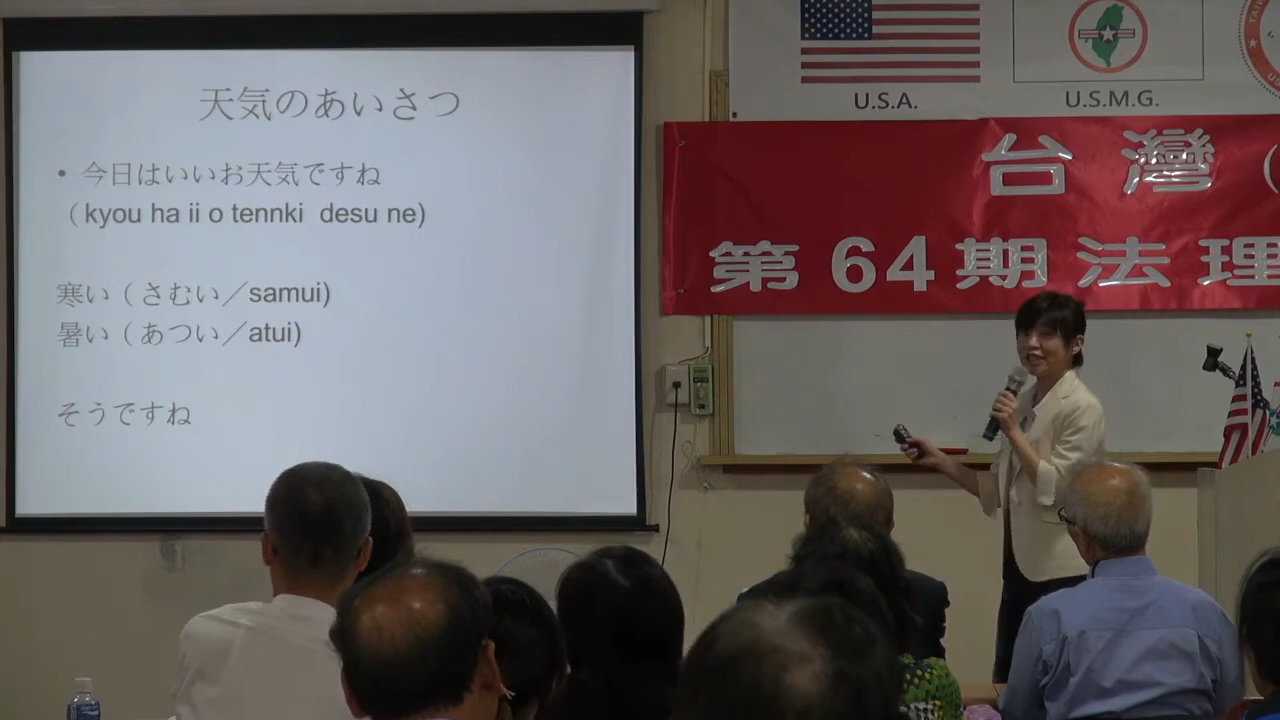 天気のあいさつ
• 今日はいいお天気ですね
（kyou ha ii o tennki desu ne)
寒い（さむい／samui)
暑い（あつい／atui)
そうですね
U.S.A.
U.S.M.G.
台灣（
第64期法理